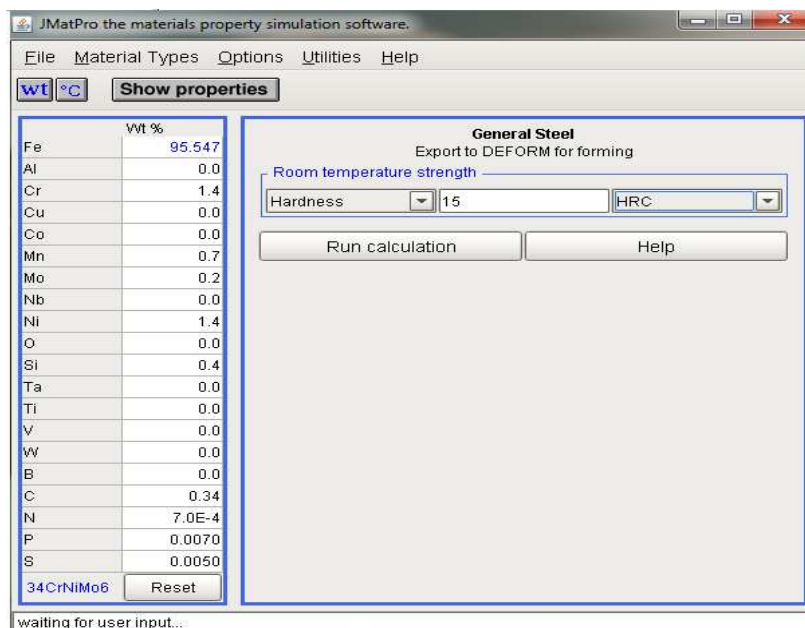 JMatPro the materials property simulation software.
File Material Types Options Utilities Help
wt °C Show properties
Wt %
Fe 95.547
Al 0.0
Cr 1.4
Cu 0.0
Co 0.0
Mn 0.7
Mo 0.2
Nb 0.0
Ni 1.4
O 0.0
Si 0.4
Ta 0.0
Ti 0.0
V 0.0
W 0.0
B 0.0
C 0.34
N 7.0E-4
P 0.0070
S 0.0050
34CrNiMo6 Reset
General Steel
Export to DEFORM for forming
Room temperature strength
Hardness 15 HRC
Run calculation Help
waiting for user input...